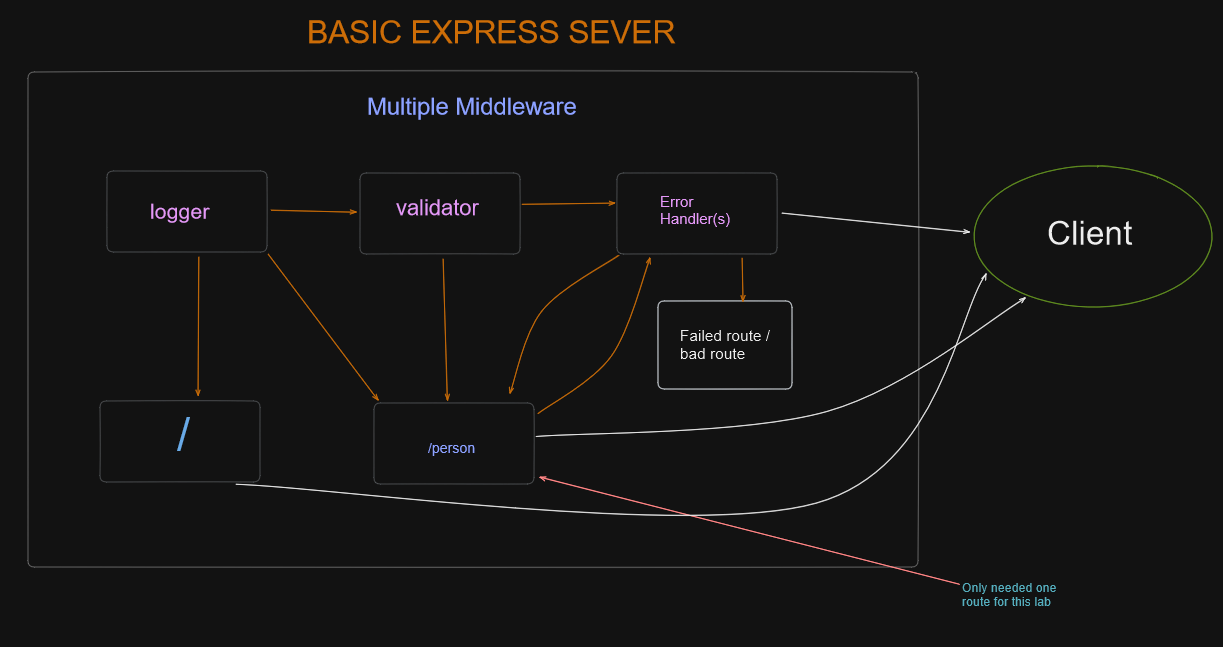 BASIC EXPRESS SEVER
Multiple Middleware
logger
validator
Error
Handler(s)
Client
Failed route /
bad route
/
/person
Only needed one
route for this lab